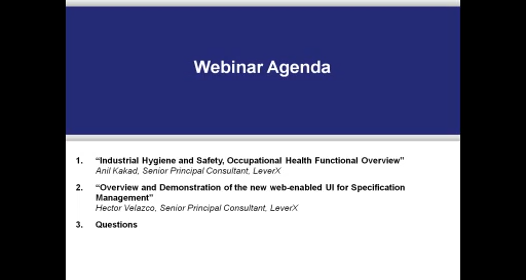 Webinar Agenda
1. “Industrial Hygiene and Safety, Occupational Health Functional Overview”
Anil Kakad, Senior Principal Consultant, LeverX
2. “Overview and Demonstration of the new web-enabled UI for Specification
Management”
Hector Velazco, Senior Principal Consultant, LeverX
3. Questions